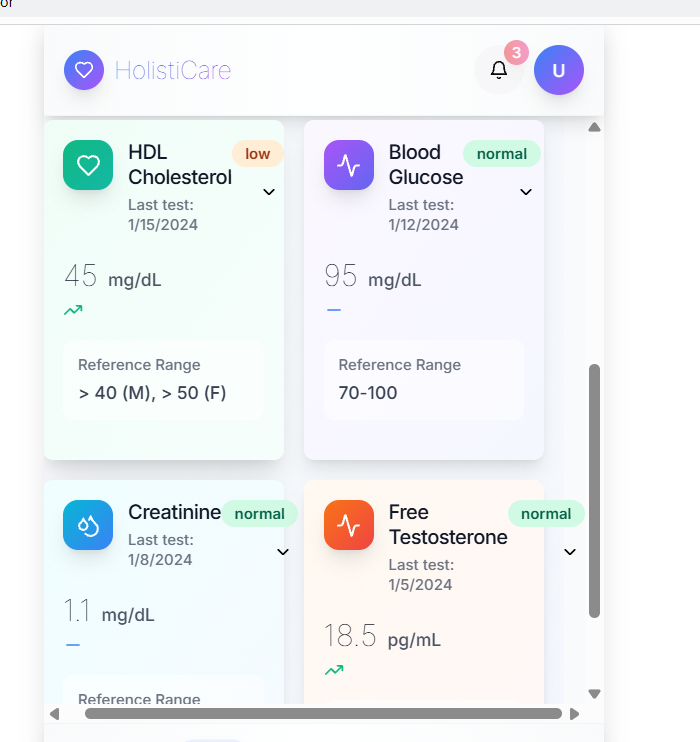 or
HolistiCare
3
U
HDL
Cholesterol
low
Last test:
1/15/2024
45 mg/dL
Reference Range
> 40 (M), > 50 (F)
Blood
Glucose
normal
Last test:
1/12/2024
95 mg/dL
Reference Range
70-100
Creatinine
normal
Last test:
1/8/2024
1.1 mg/dL
Reference Range
Free
Testosterone
normal
Last test:
1/5/2024
18.5 pg/mL